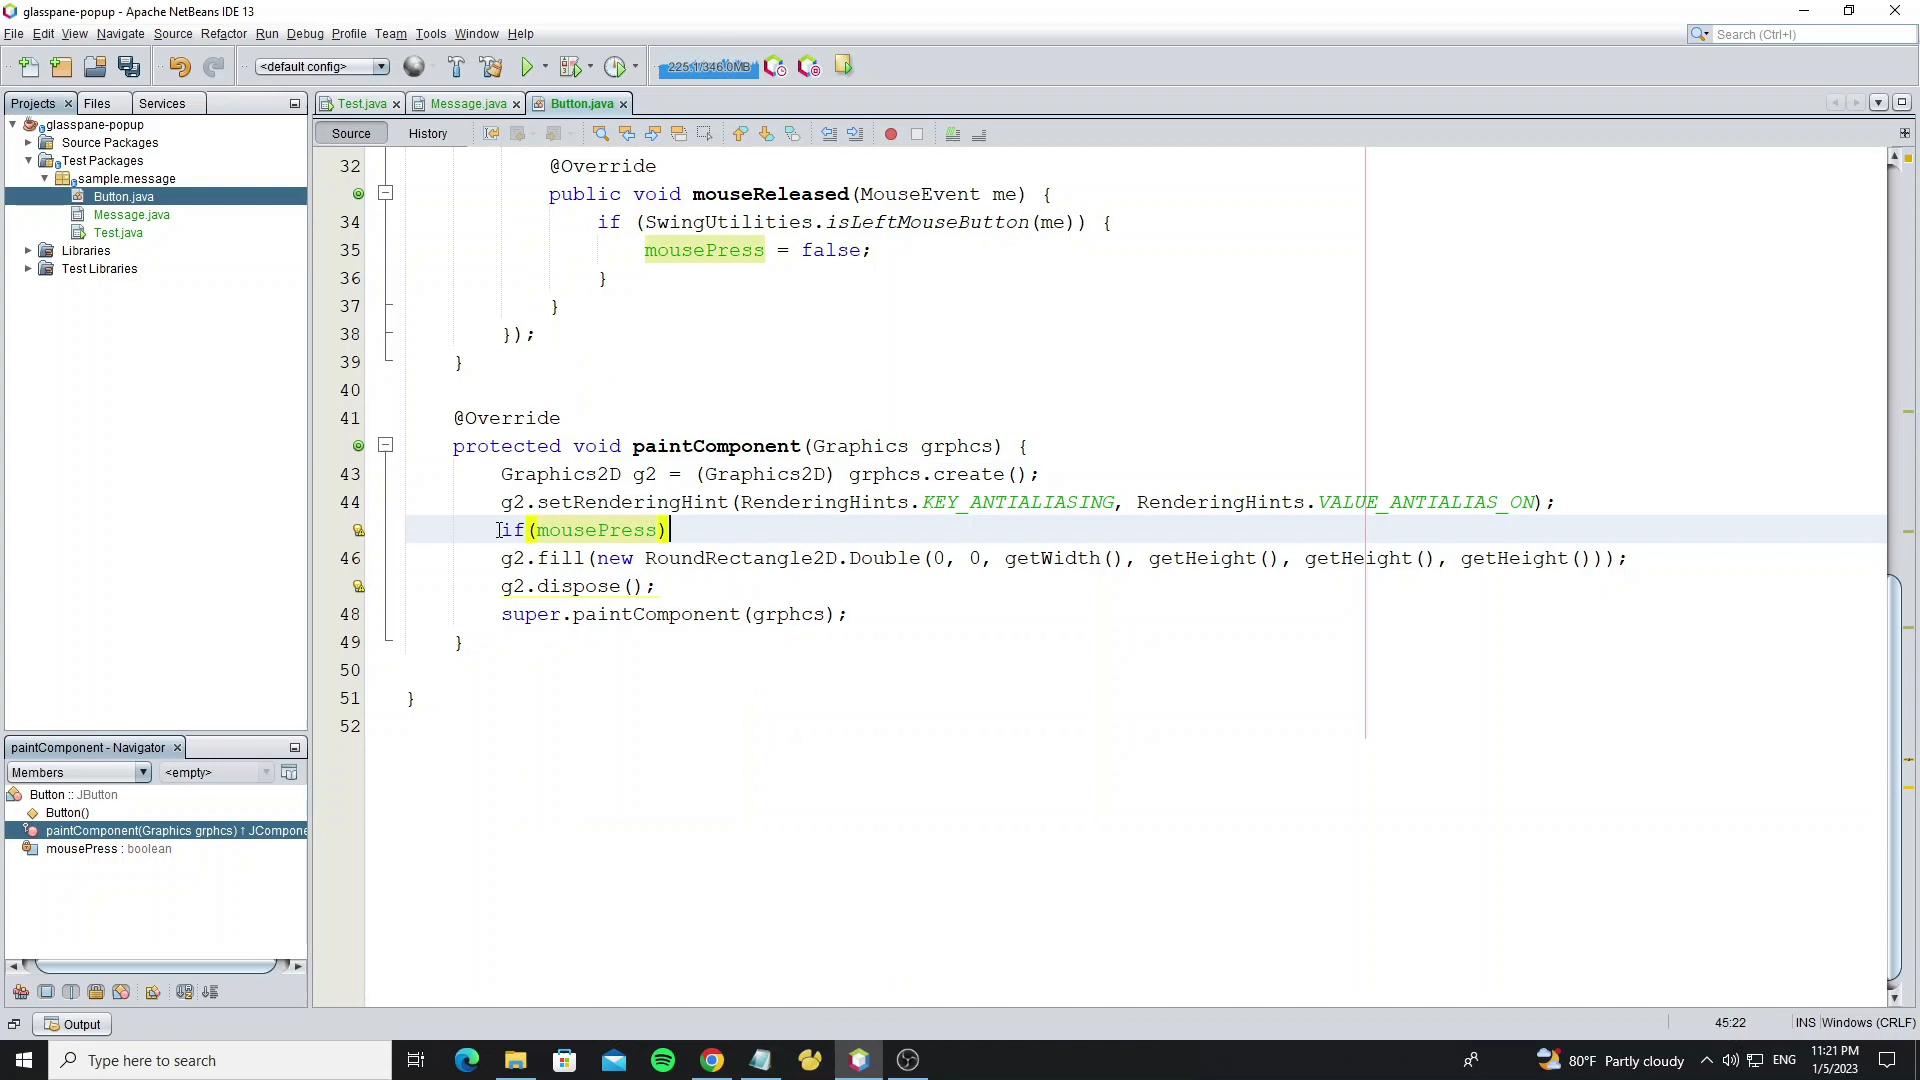 glasspane-popup - Apache NetBeans IDE 13
File Edit View Navigate Source Refactor Run Debug Profile Team Tools Window Help
Search (Ctrl+I)
<default config>
225.1/346.0MB
Projects Files Services
Test.java Message.java Button.java
Source History
glasspane-popup
Source Packages
Test Packages
sample.message
Button.java
Message.java
Test.java
Libraries
Test Libraries
32 @Override
public void mouseReleased(MouseEvent me) {
34 if (SwingUtilities.isLeftMouseButton(me)) {
35 mousePress = false;
36 }
37 }
38 });
39 }
40
41 @Override
protected void paintComponent(Graphics grphcs) {
43 Graphics2D g2 = (Graphics2D) grphcs.create();
44 g2.setRenderingHint(RenderingHints.KEY_ANTIALIASING, RenderingHints.VALUE_ANTIALIAS_ON);
if(mousePress)
46 g2.fill(new RoundRectangle2D.Double(0, 0, getWidth(), getHeight(), getHeight(), getHeight()));
g2.dispose();
48 super.paintComponent(grphcs);
49 }
50
51 }
52
paintComponent - Navigator
Members <empty>
Button :: JButton
Button()
paintComponent(Graphics grphcs) ↑ JCompone
mousePress : boolean
Output
45:22 INS Windows (CRLF)
Type here to search
80°F Partly cloudy
ENG
11:21 PM
1/5/2023